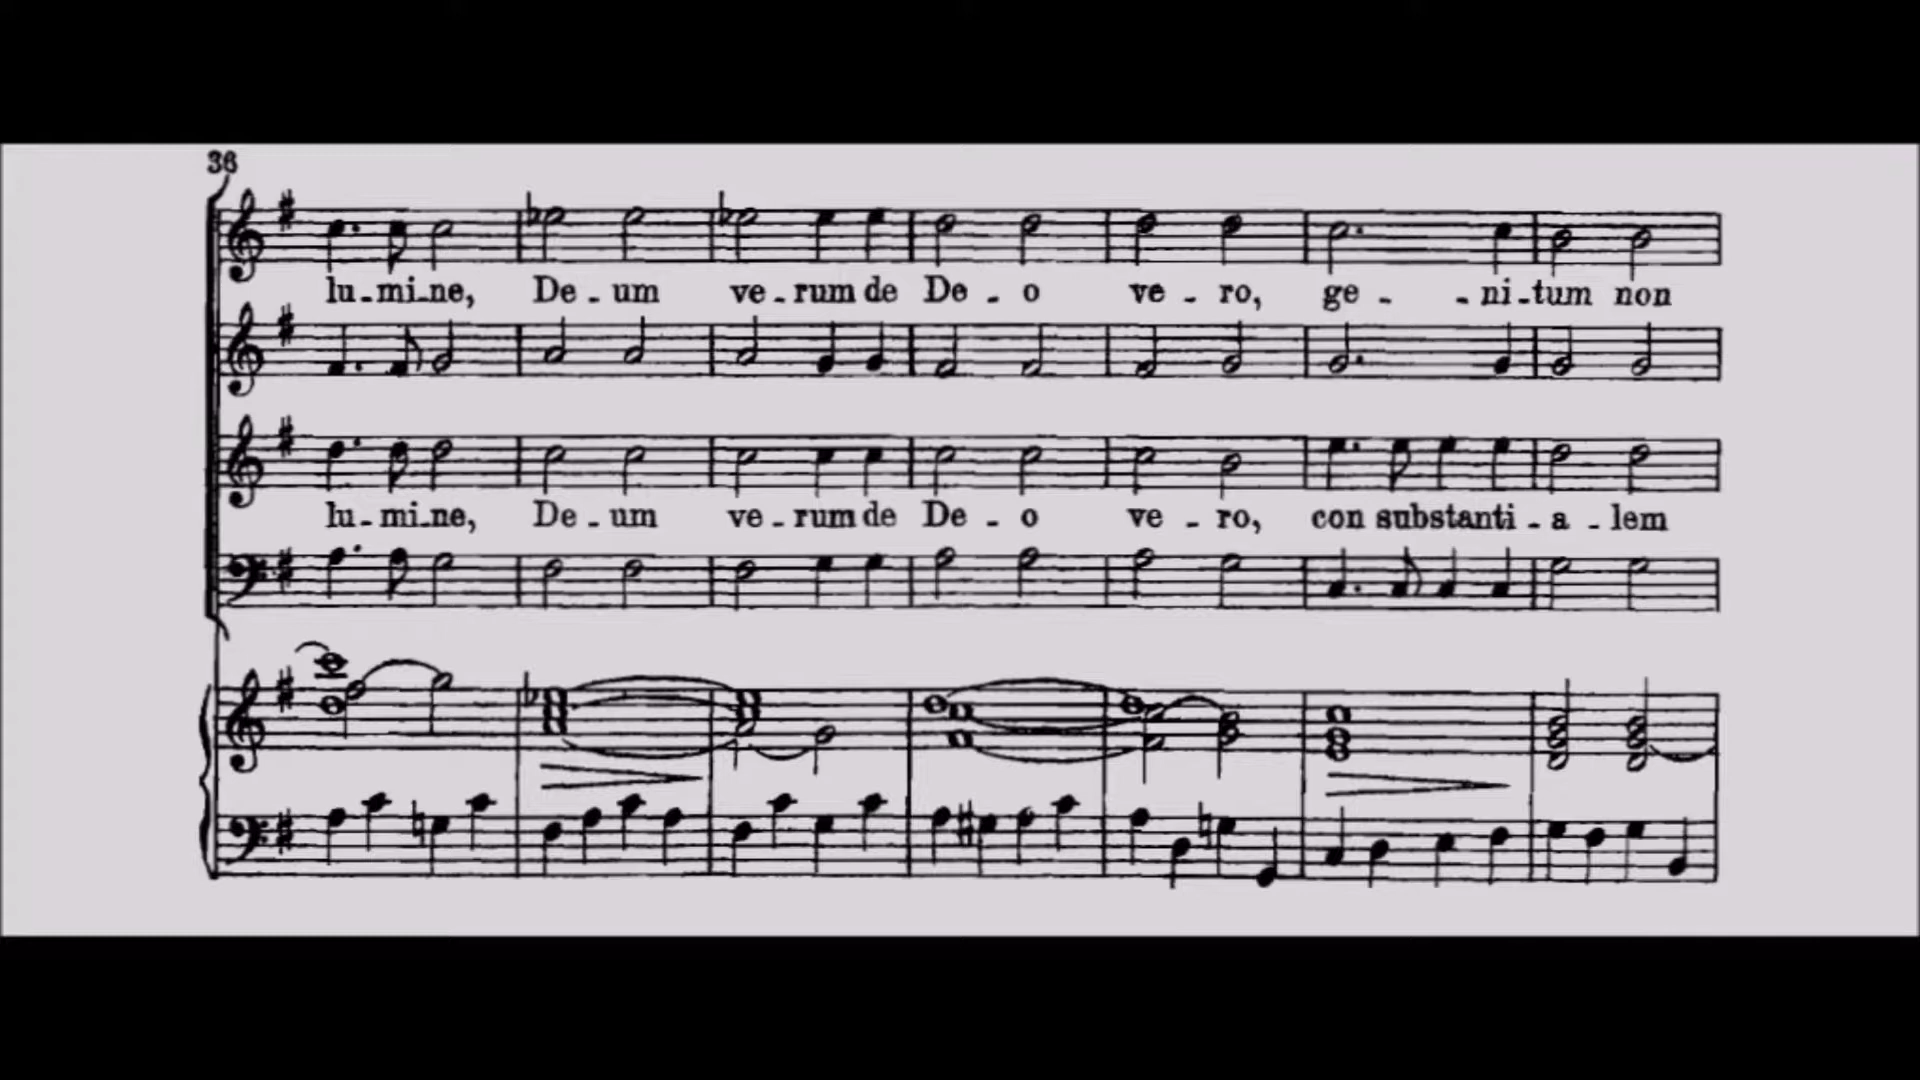 36
lu-mi-ne, De-um ve-rum de De-o ve-ro, ge--ni-tum non
lu-mi-ne, De-um ve-rum de De-o ve-ro, con substanti-a-lem